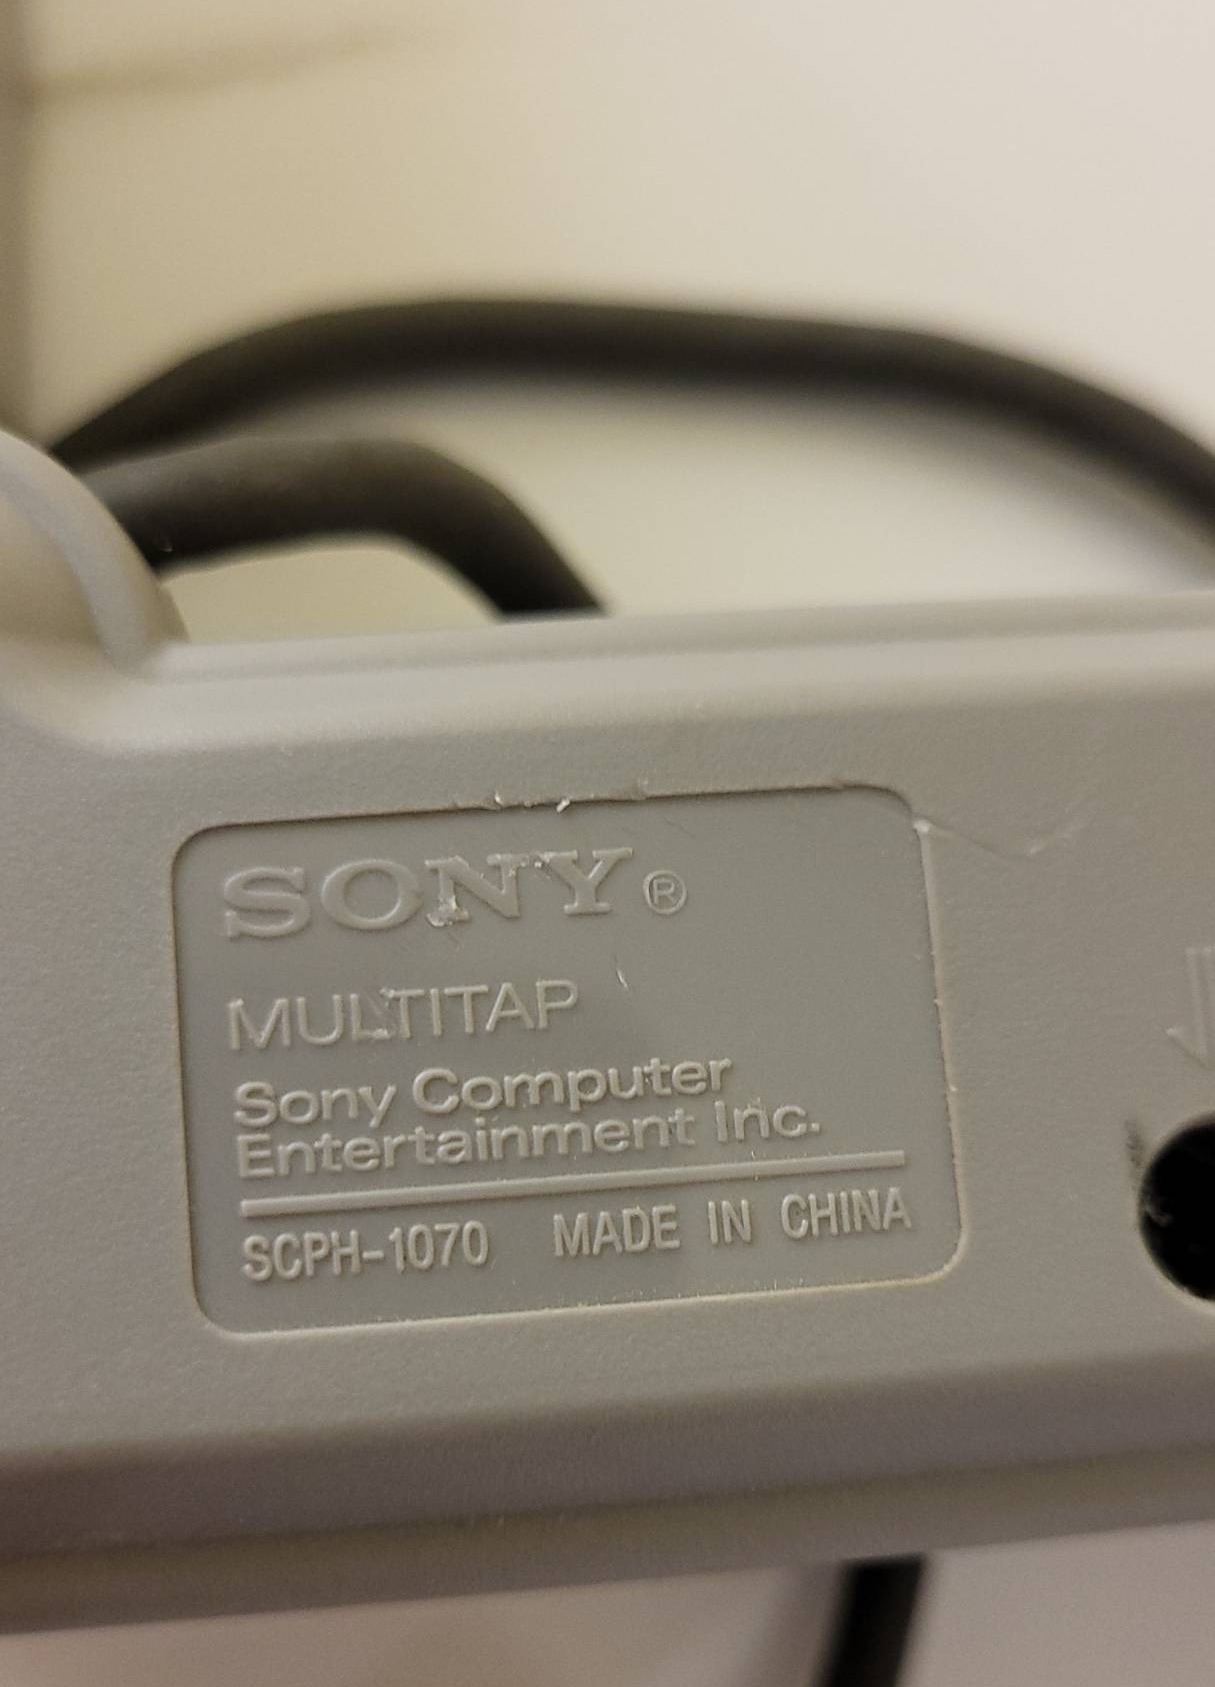 SONY®
MULTITAP
Sony Computer
Entertainment Inc.
SCPH-1070 MADE IN CHINA